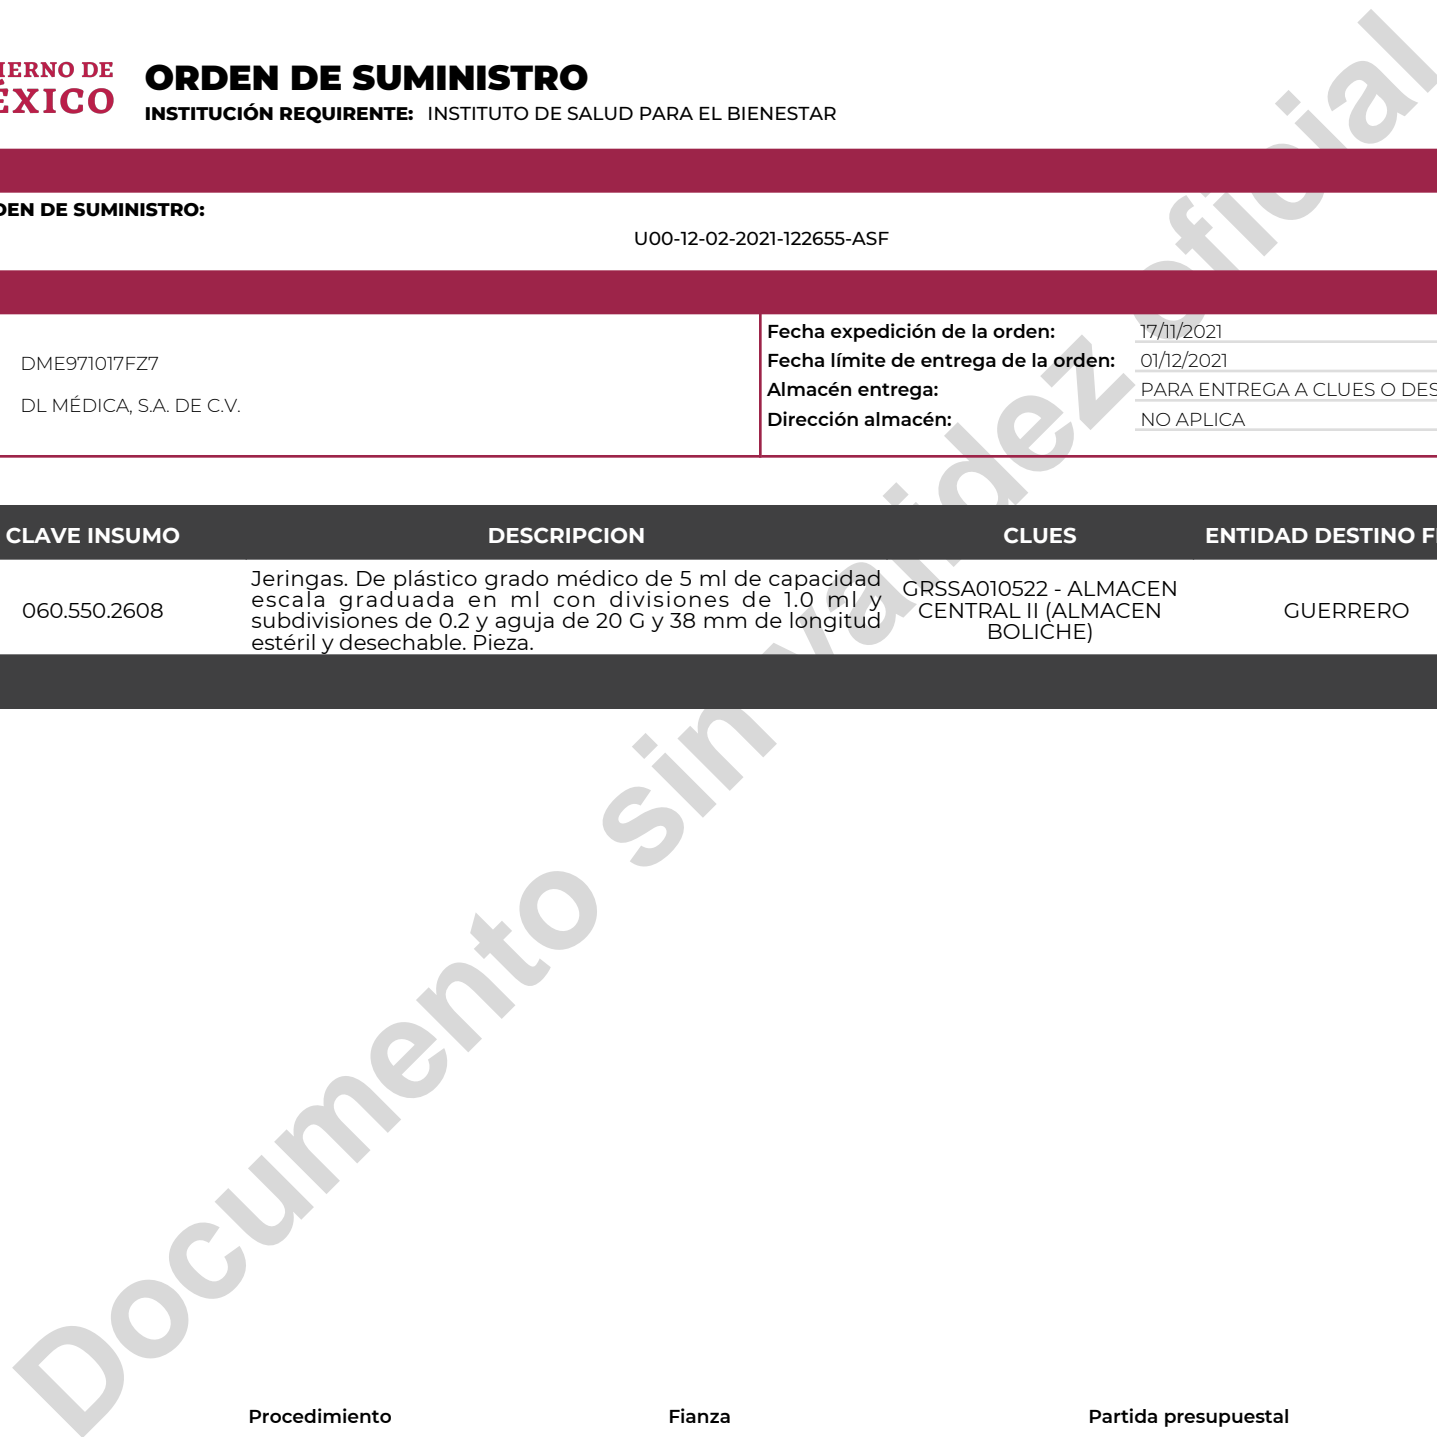 IERNO DE
ÉXICO
ORDEN DE SUMINISTRO
INSTITUCIÓN REQUIRENTE: INSTITUTO DE SALUD PARA EL BIENESTAR
DEN DE SUMINISTRO:
U00-12-02-2021-122655-ASF
DME971017FZ7
DL MÉDICA, S.A. DE C.V.
Fecha expedición de la orden: 17/11/2021
Fecha límite de entrega de la orden: 01/12/2021
Almacén entrega: PARA ENTREGA A CLUES O DES
Dirección almacén: NO APLICA
CLAVE INSUMO DESCRIPCION CLUES ENTIDAD DESTINO F
060.550.2608
Jeringas. De plástico grado médico de 5 ml de capacidad
escala graduada en ml con divisiones de 1.0 ml y
subdivisiones de 0.2 y aguja de 20 G y 38 mm de longitud
estéril y desechable. Pieza.
GRSSA010522 - ALMACEN
CENTRAL II (ALMACEN
BOLICHE)
GUERRERO
Documento sin validez oficial
Procedimiento Fianza Partida presupuestal